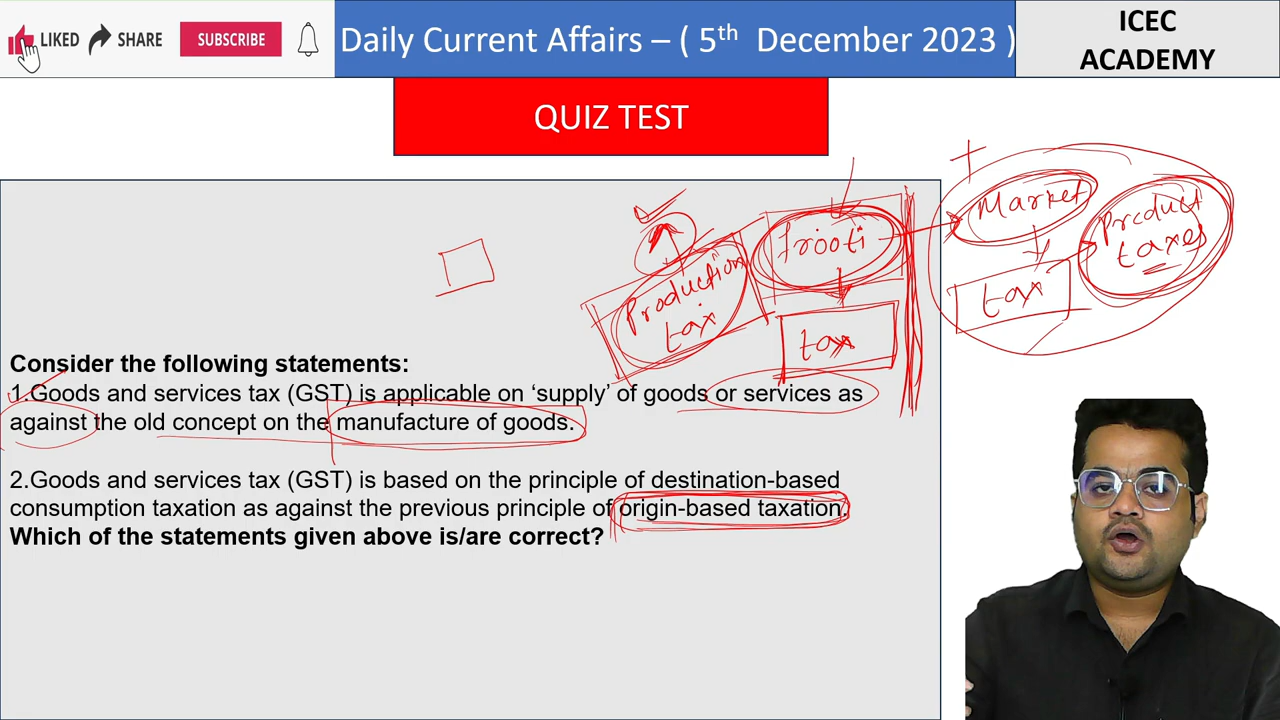 LIKED SHARE SUBSCRIBE
Daily Current Affairs – ( 5th December 2023 )
ICEC
ACADEMY
QUIZ TEST
Market
Product
taxes
frooti
Production
tax
tax
tax
Consider the following statements:
1.Goods and services tax (GST) is applicable on ‘supply’ of goods or services as
against the old concept on the manufacture of goods.
2.Goods and services tax (GST) is based on the principle of destination-based
consumption taxation as against the previous principle of origin-based taxation.
Which of the statements given above is/are correct?